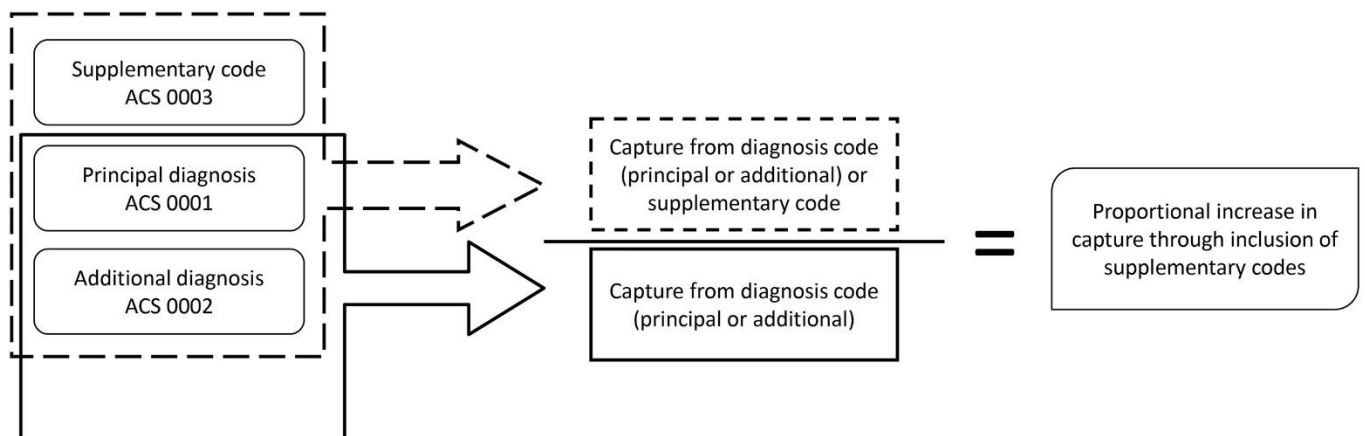 Supplementary code
ACS 0003
Principal diagnosis
ACS 0001
Additional diagnosis
ACS 0002
Capture from diagnosis code
(principal or additional) or
supplementary code
Capture from diagnosis code
(principal or additional)
=
Proportional increase in
capture through inclusion of
supplementary codes